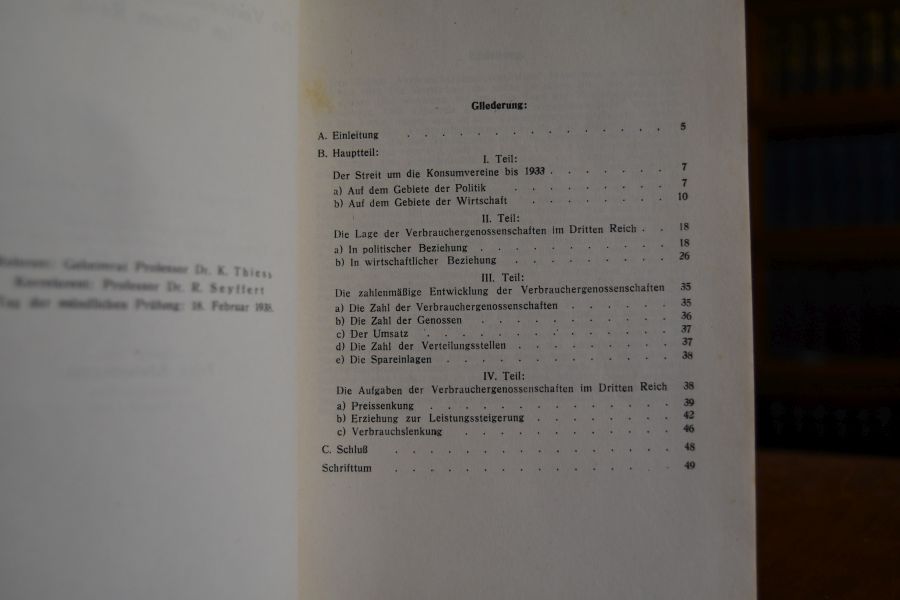 Referent: Geheimrat Professor Dr. K. Thiess
Korreferent: Professor Dr. R. Seyffert
Tag der mündlichen Prüfung: 18. Februar 1938.
Gliederung:
A. Einleitung . . . . . . . . . . . . . . 5
B. Hauptteil:
I. Teil:
Der Streit um die Konsumvereine bis 1933 . . . . . . . 7
a) Auf dem Gebiete der Politik . . . . . . . . 7
b) Auf dem Gebiete der Wirtschaft . . . . . . . 10
II. Teil:
Die Lage der Verbrauchergenossenschaften im Dritten Reich . . 18
a) In politischer Beziehung . . . . . . . . . . 18
b) In wirtschaftlicher Beziehung . . . . . . . . . 26
III. Teil:
Die zahlenmäßige Entwicklung der Verbrauchergenossenschaften 35
a) Die Zahl der Verbrauchergenossenschaften . . . . . 35
b) Die Zahl der Genossen . . . . . . . . . . 36
c) Der Umsatz . . . . . . . . . . . . . 37
d) Die Zahl der Verteilungsstellen . . . . . . . . 37
e) Die Spareinlagen . . . . . . . . . . . . 38
IV. Teil:
Die Aufgaben der Verbrauchergenossenschaften im Dritten Reich 38
a) Preissenkung . . . . . . . . . . . . . 39
b) Erziehung zur Leistungssteigerung . . . . . . . 42
c) Verbrauchslenkung . . . . . . . . . . . 46
C. Schluß . . . . . . . . . . . . . . . . 48
Schrifttum . . . . . . . . . . . . . . . . 49